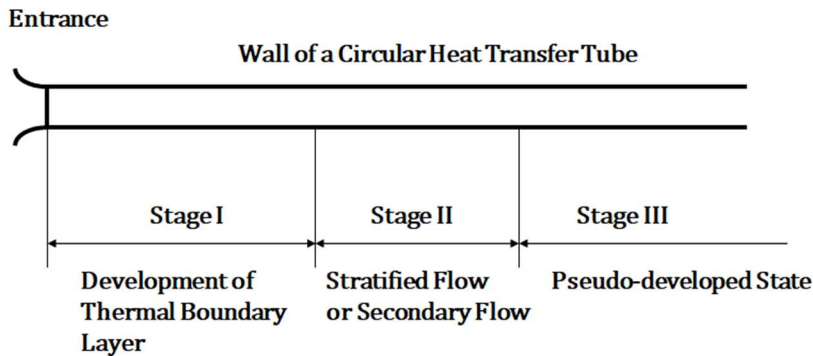 Entrance
Wall of a Circular Heat Transfer Tube
Stage I
Stage II
Stage III
Development of
Thermal Boundary
Layer
Stratified Flow
or Secondary Flow
Pseudo-developed State